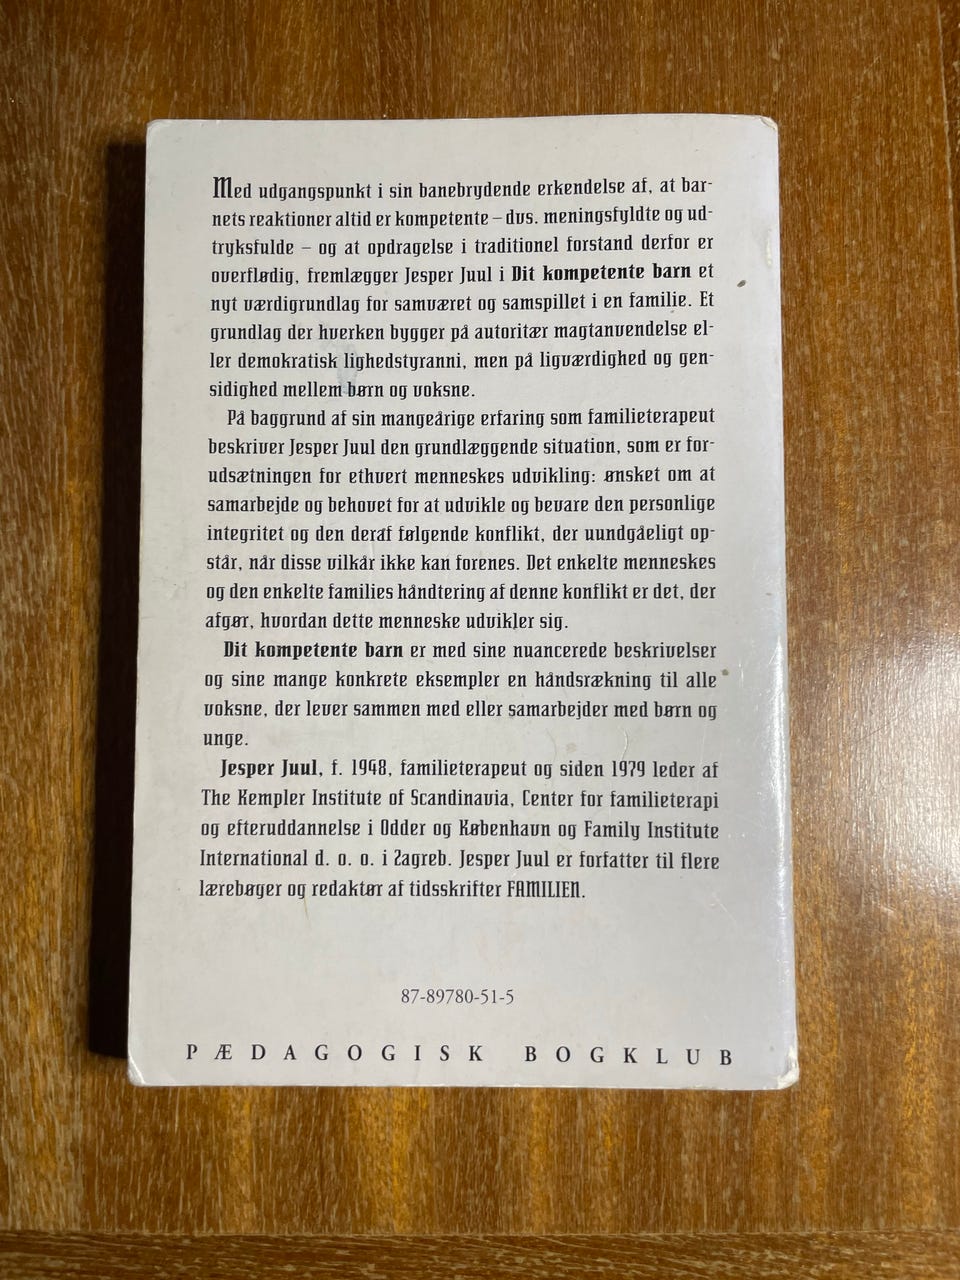 Med udgangspunkt i sin banebrydende erkendelse af, at bar-
nets reaktioner altid er kompetente – dvs. meningsfyldte og ud-
tryksfulde – og at opdragelse i traditionel forstand derfor er
overflødig, fremlægger Jesper Juul i Dit kompetente barn et
nyt værdigrundlag for samværet og samspillet i en familie. Et
grundlag der hverken bygger på autoritær magtanvendelse el-
ler demokratisk lighedstyranni, men på ligværdighed og gen-
sidighed mellem børn og voksne.
På baggrund af sin mangeårige erfaring som familieterapeut
beskriver Jesper Juul den grundlæggende situation, som er for-
udsætningen for ethvert menneskes udvikling: ønsket om at
samarbejde og behovet for at udvikle og bevare den personlige
integritet og den deraf følgende konflikt, der uundgåeligt op-
står, når disse vilkår ikke kan forenes. Det enkelte menneskes
og den enkelte families håndtering af denne konflikt er det, der
afgør, hvordan dette menneske udvikler sig.
Dit kompetente barn er med sine nuancerede beskrivelser
og sine mange konkrete eksempler en håndsrækning til alle
voksne, der lever sammen med eller samarbejder med børn og
unge.
Jesper Juul, f. 1948, familieterapeut og siden 1979 leder af
The Kempler Institute of Scandinavia, Center for familieterapi
og efteruddannelse i Odder og København og Family Institute
International d. o. o. i Zagreb. Jesper Juul er forfatter til flere
lærebøger og redaktør af tidsskrifter FAMILIEN.
87-89780-51-5
PÆDAGOGISK BOGKLUB